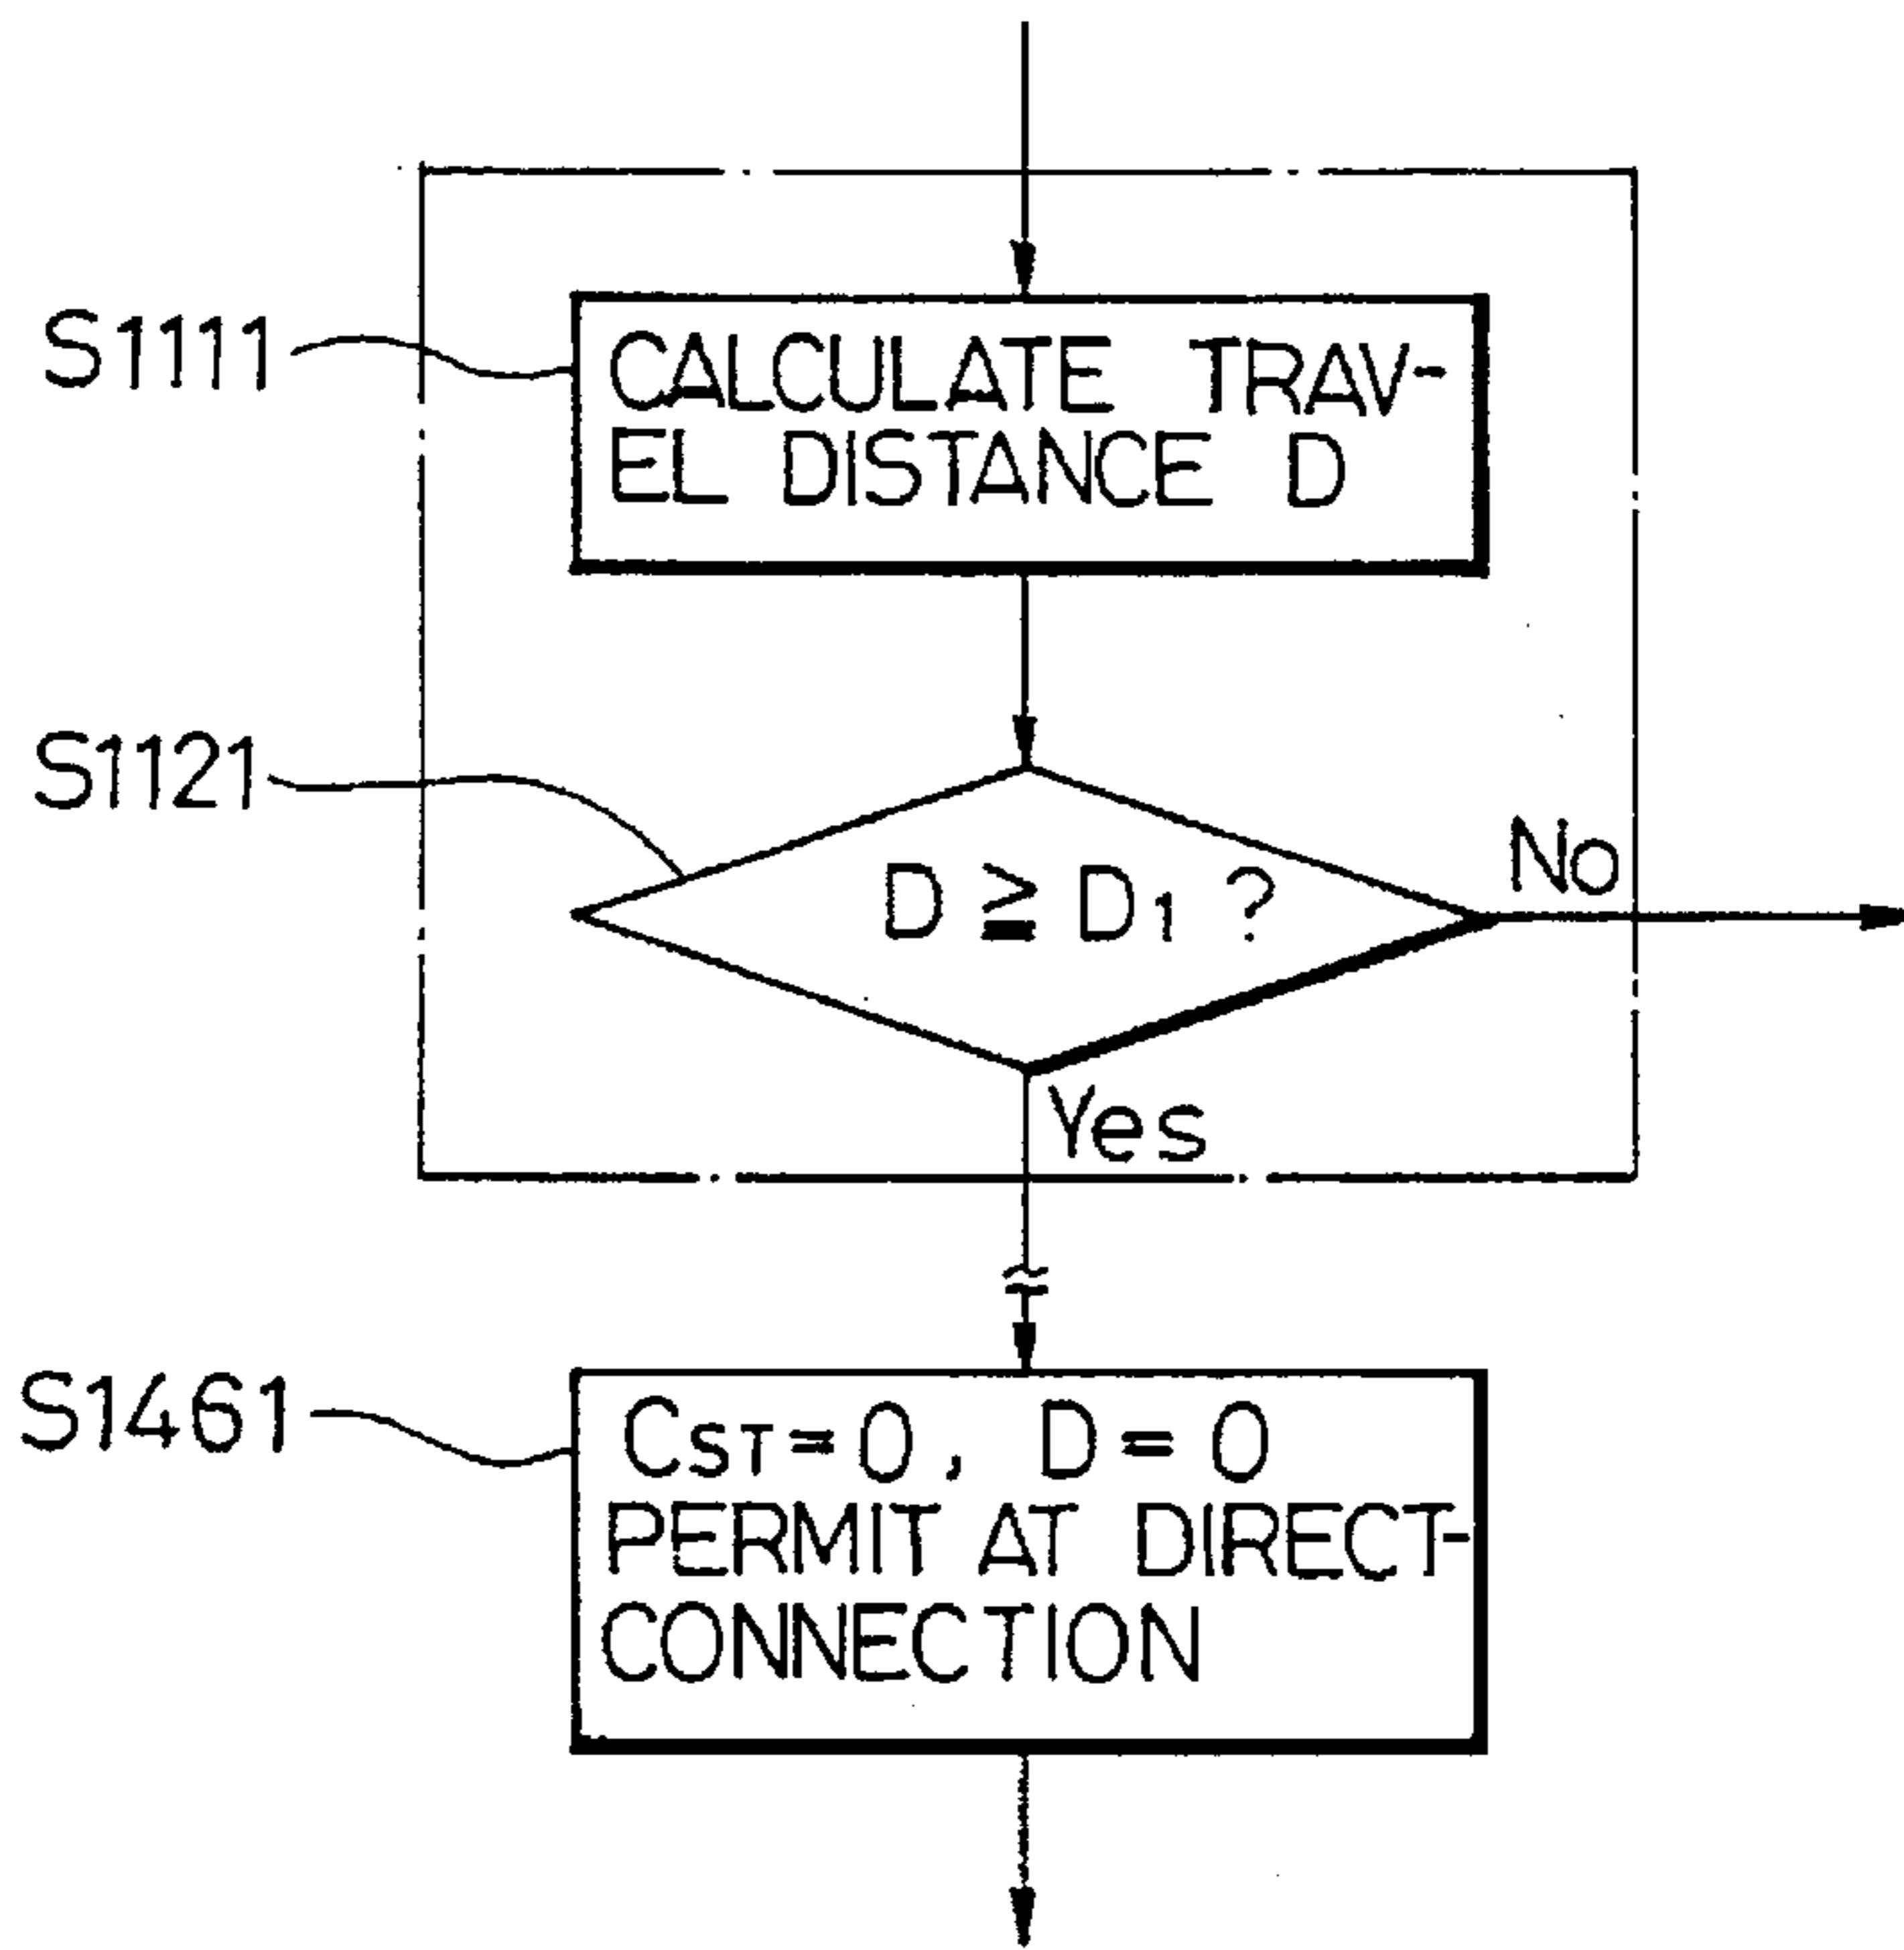 S1111
CALCULATE TRAV-
EL DISTANCE D
S1121
D ≧ D1 ?
No
Yes
S1461
CST=0, D=0
PERMIT AT DIRECT-
CONNECTION